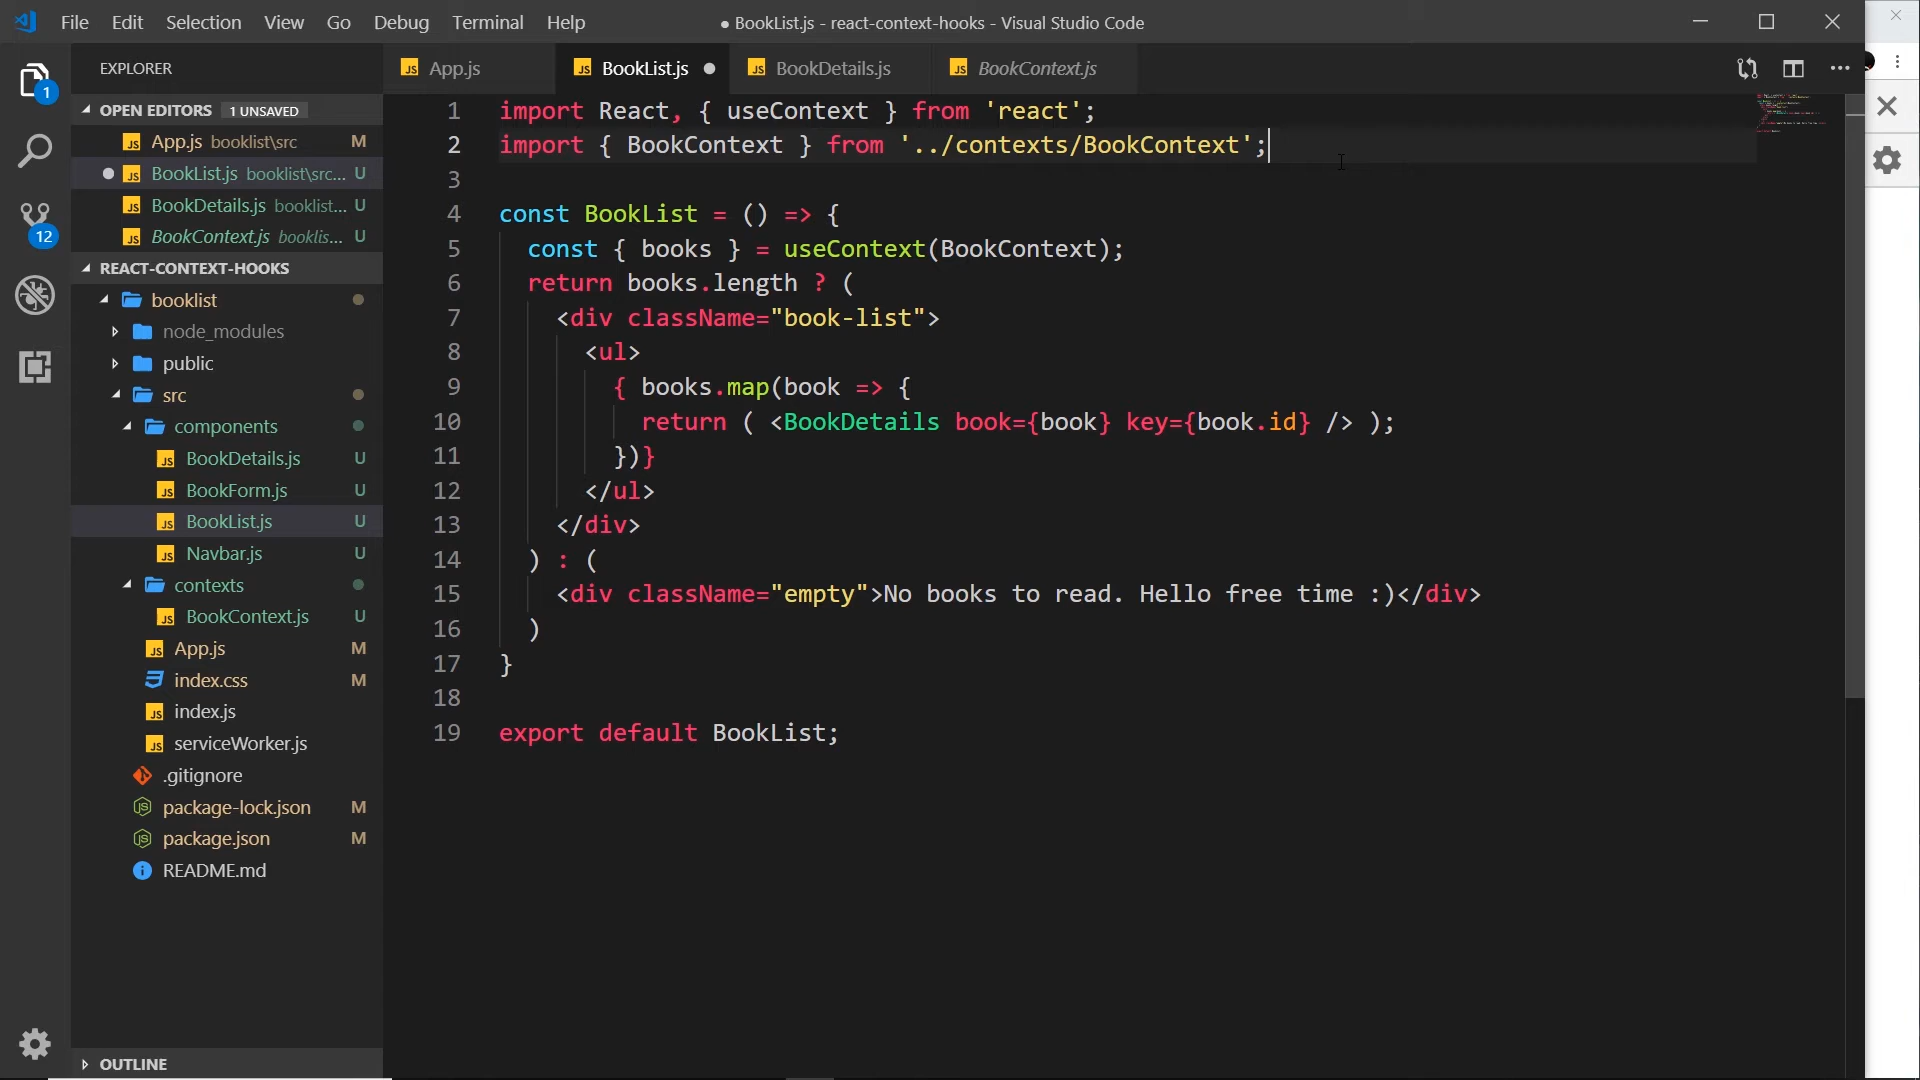 File Edit Selection View Go Debug Terminal Help
● BookList.js - react-context-hooks - Visual Studio Code
EXPLORER
OPEN EDITORS 1 UNSAVED
App.js booklist\src M
BookList.js booklist\src... U
BookDetails.js booklist... U
BookContext.js booklis... U
REACT-CONTEXT-HOOKS
booklist
node_modules
public
src
components
BookDetails.js U
BookForm.js U
BookList.js U
Navbar.js U
contexts
BookContext.js U
App.js M
index.css M
index.js
serviceWorker.js
.gitignore
package-lock.json M
package.json M
README.md
OUTLINE
1
12
App.js
BookList.js
BookDetails.js
BookContext.js
1 import React, { useContext } from 'react';
2 import { BookContext } from '../contexts/BookContext';
3
4 const BookList = () => {
5 const { books } = useContext(BookContext);
6 return books.length ? (
7 <div className="book-list">
8 <ul>
9 { books.map(book => {
10 return ( <BookDetails book={book} key={book.id} /> );
11 })}
12 </ul>
13 </div>
14 ) : (
15 <div className="empty">No books to read. Hello free time :)</div>
16 )
17 }
18
19 export default BookList;